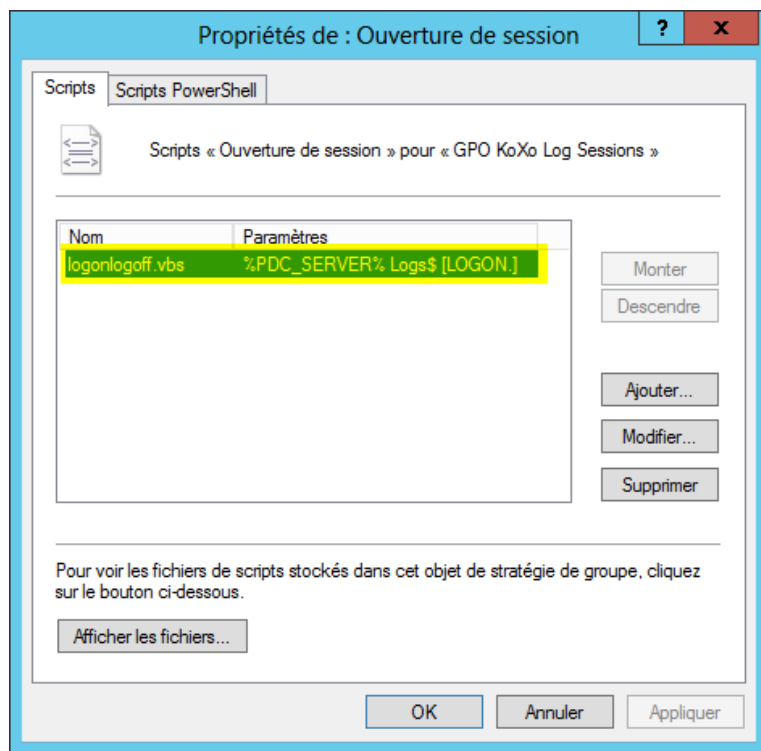 Propriétés de : Ouverture de session
? x
Scripts
Scripts PowerShell
Scripts « Ouverture de session » pour « GPO KoXo Log Sessions »
Nom Paramètres
logonlogoff.vbs %PDC_SERVER% Logs$ [LOGON.]
Monter
Descendre
Ajouter...
Modifier...
Supprimer
Pour voir les fichiers de scripts stockés dans cet objet de stratégie de groupe, cliquez
sur le bouton ci-dessous.
Afficher les fichiers...
OK Annuler Appliquer